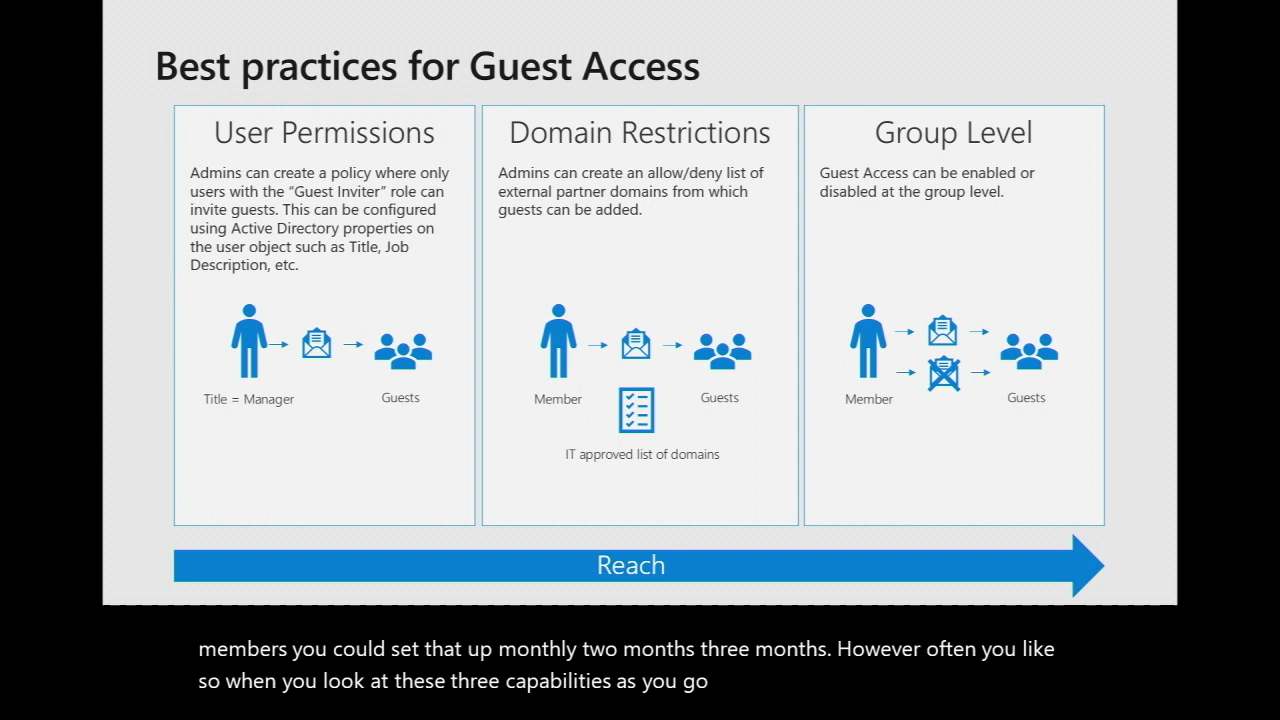 Best practices for Guest Access
User Permissions
Admins can create a policy where only
users with the “Guest Inviter” role can
invite guests. This can be configured
using Active Directory properties on
the user object such as Title, Job
Description, etc.
Title = Manager
Guests
Domain Restrictions
Admins can create an allow/deny list of
external partner domains from which
guests can be added.
Member
Guests
IT approved list of domains
Group Level
Guest Access can be enabled or
disabled at the group level.
Member
Guests
Reach
members you could set that up monthly two months three months. However often you like
so when you look at these three capabilities as you go